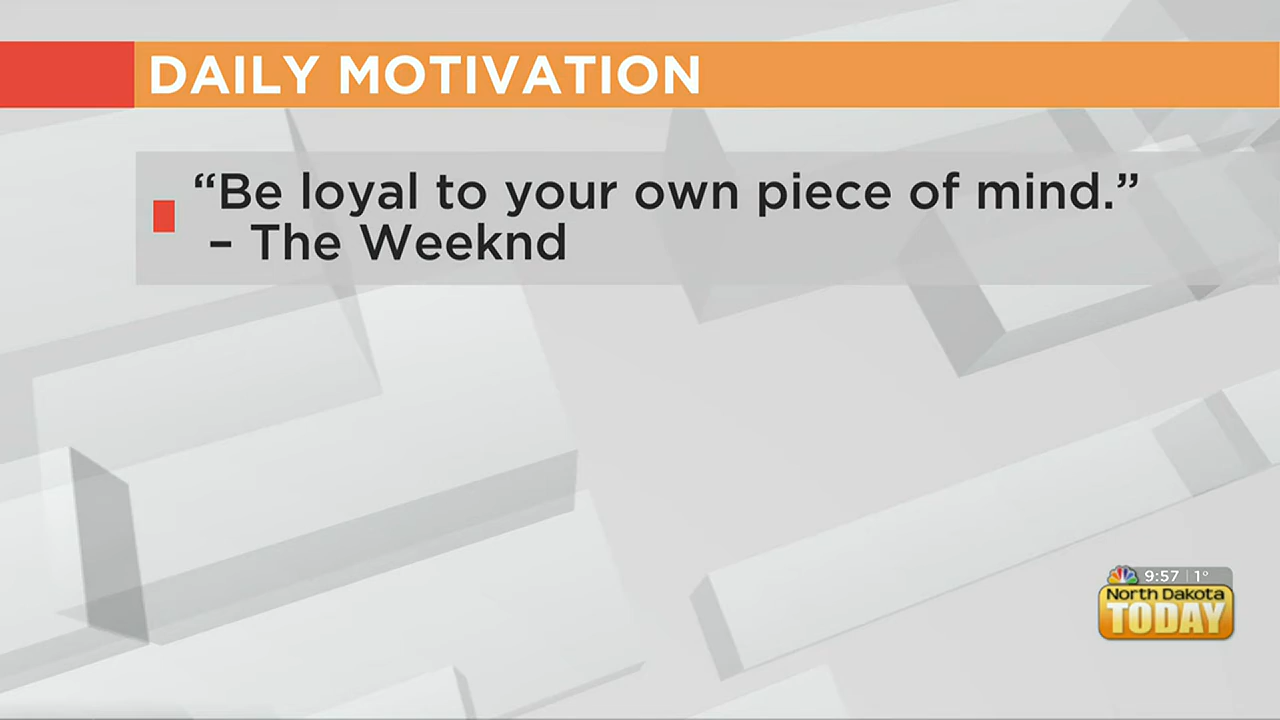 DAILY MOTIVATION
“Be loyal to your own piece of mind.”
– The Weeknd
9:57 | 1°
North Dakota
TODAY